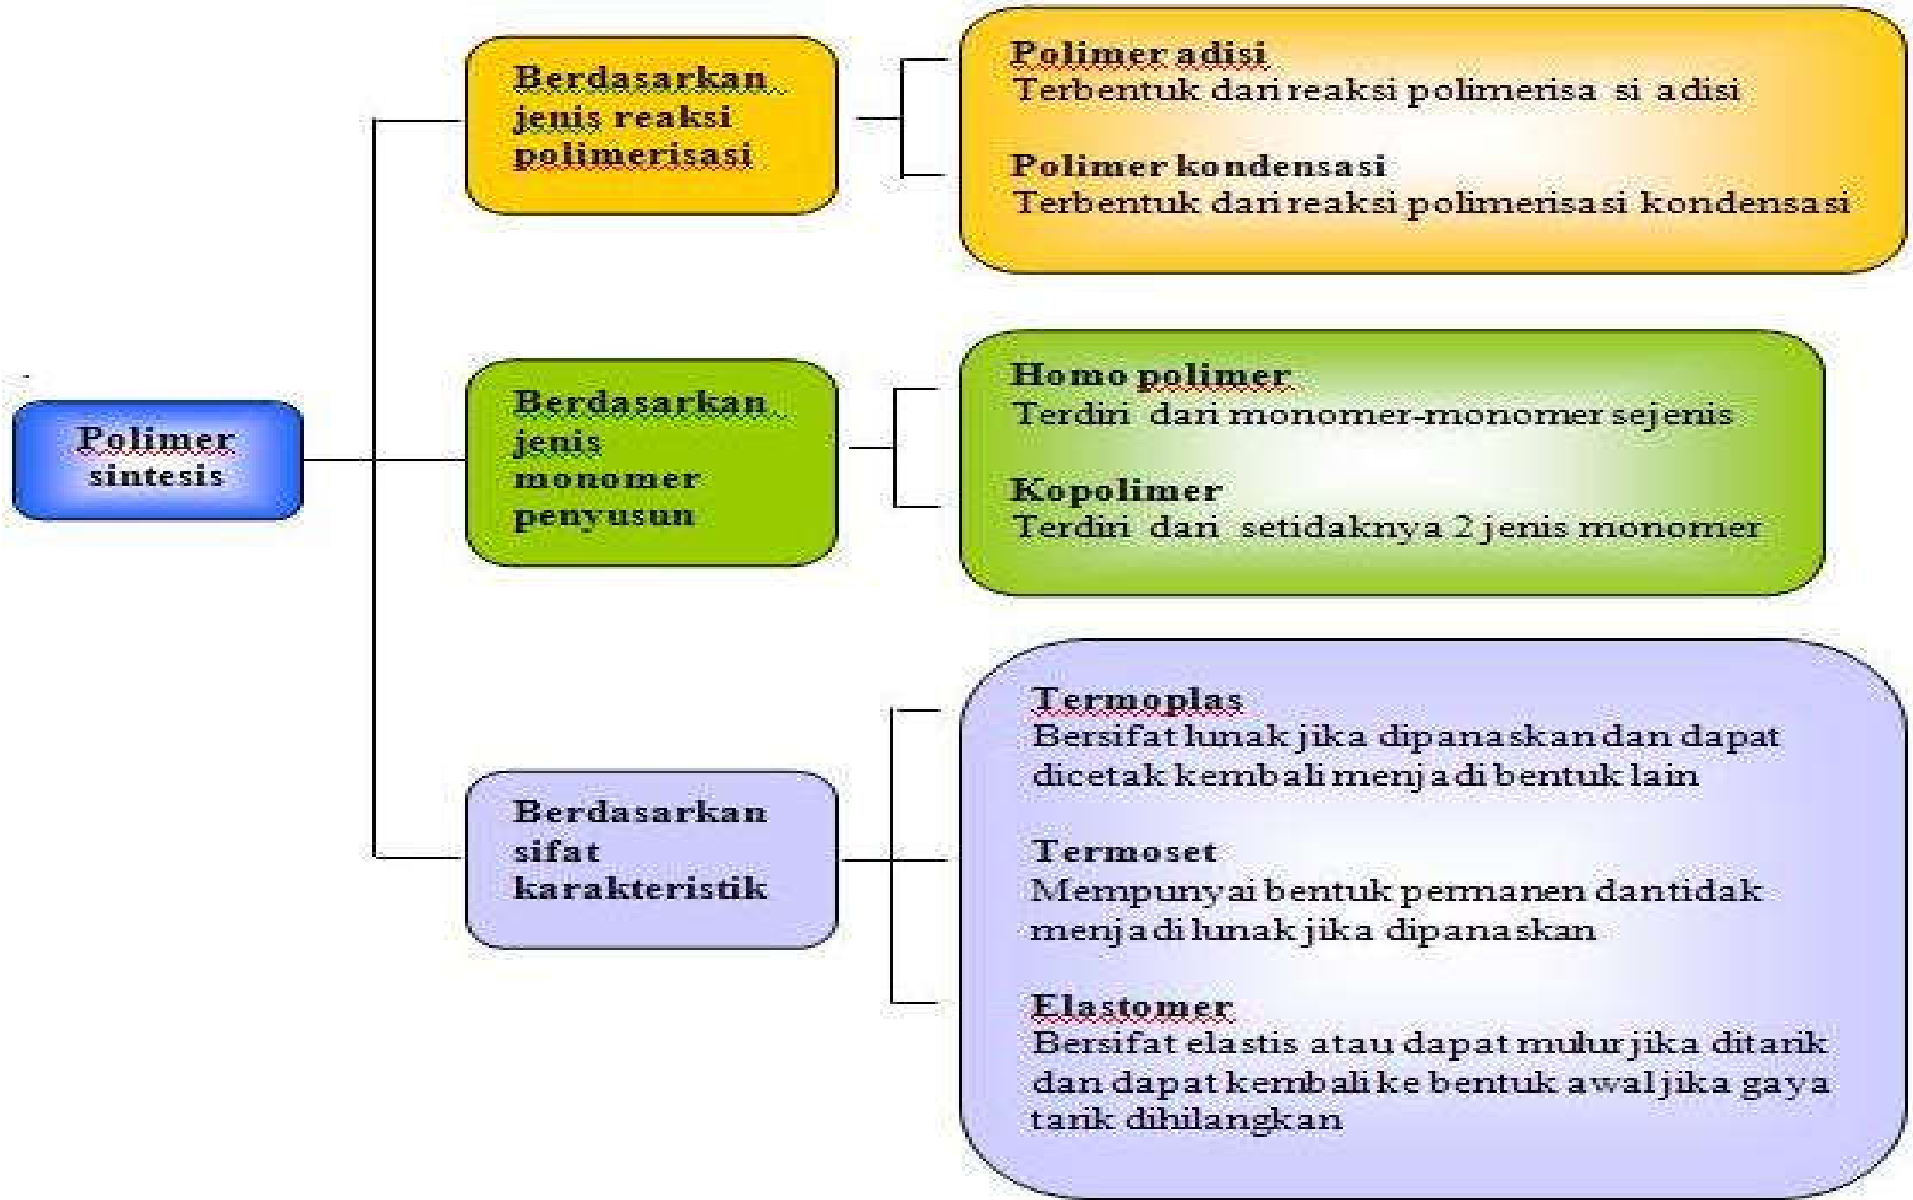 Polimer
sintesis
Berdasarkan
jenis reaksi
polimerisasi
Polimer adisi
Terbentuk dari reaksi polimerisa si adisi
Polimer kondensasi
Terbentuk dari reaksi polimerisasi kondensasi
Berdasarkan
jenis
monomer
penyusun
Homo polimer
Terdiri dari monomer-monomer sejenis
Kopolimer
Terdiri dari setidaknya 2 jenis monomer
Berdasarkan
sifat
karakteristik
Termoplas
Bersifat lunak jika dipanaskan dan dapat
dicetak kembali menjadi bentuk lain
Termoset
Mempunyai bentuk permanen dan tidak
menjadi lunak jika dipanaskan
Elastomer
Bersifat elastis atau dapat mulur jika ditarik
dan dapat kembali ke bentuk awal jika gaya
tarik dihilangkan